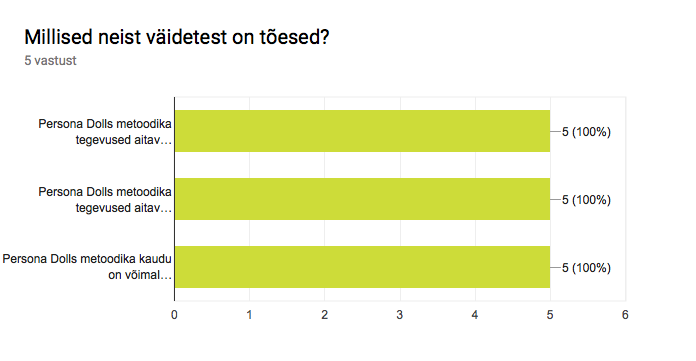 Millised neist väidetest on tõesed?
5 vastust
Persona Dolls metoodika
tegevused aitav…
5 (100%)
Persona Dolls metoodika
tegevused aitav…
5 (100%)
Persona Dolls metoodika kaudu
on võimal…
5 (100%)
0 1 2 3 4 5 6